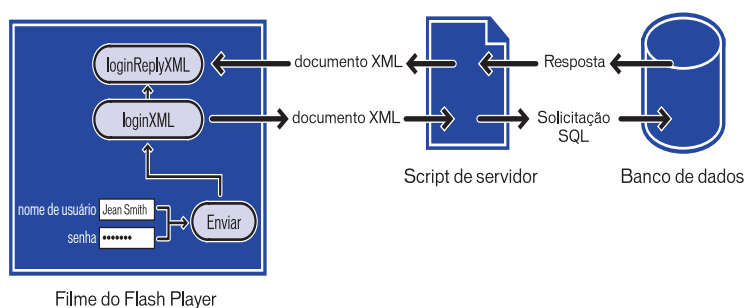 loginReplyXML
documento XML
Resposta
loginXML
documento XML
Solicitação
SQL
Script de servidor
Banco de dados
nome de usuário
Jean Smith
Enviar
senha
•••••••
Filme do Flash Player